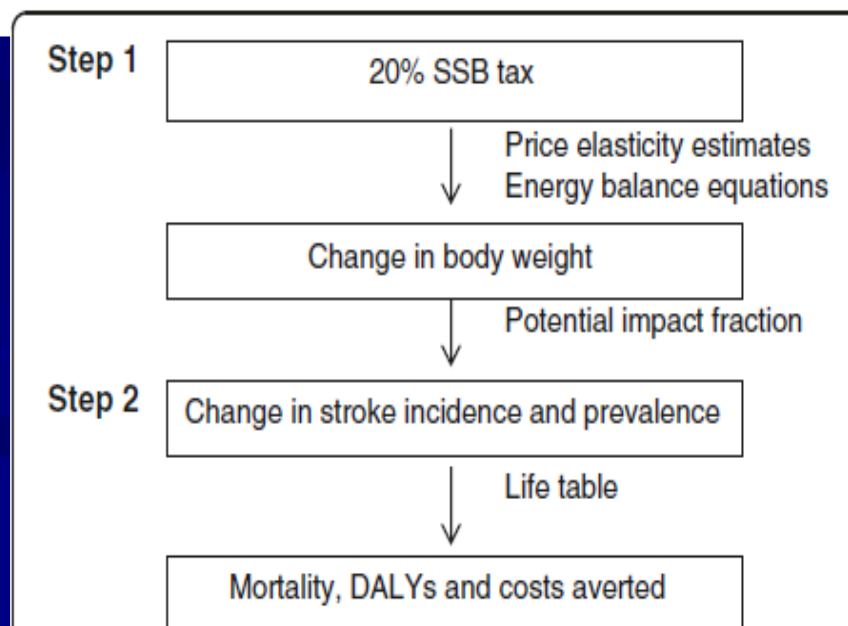 Step 1
20% SSB tax
Price elasticity estimates
Energy balance equations
Change in body weight
Potential impact fraction
Step 2
Change in stroke incidence and prevalence
Life table
Mortality, DALYs and costs averted